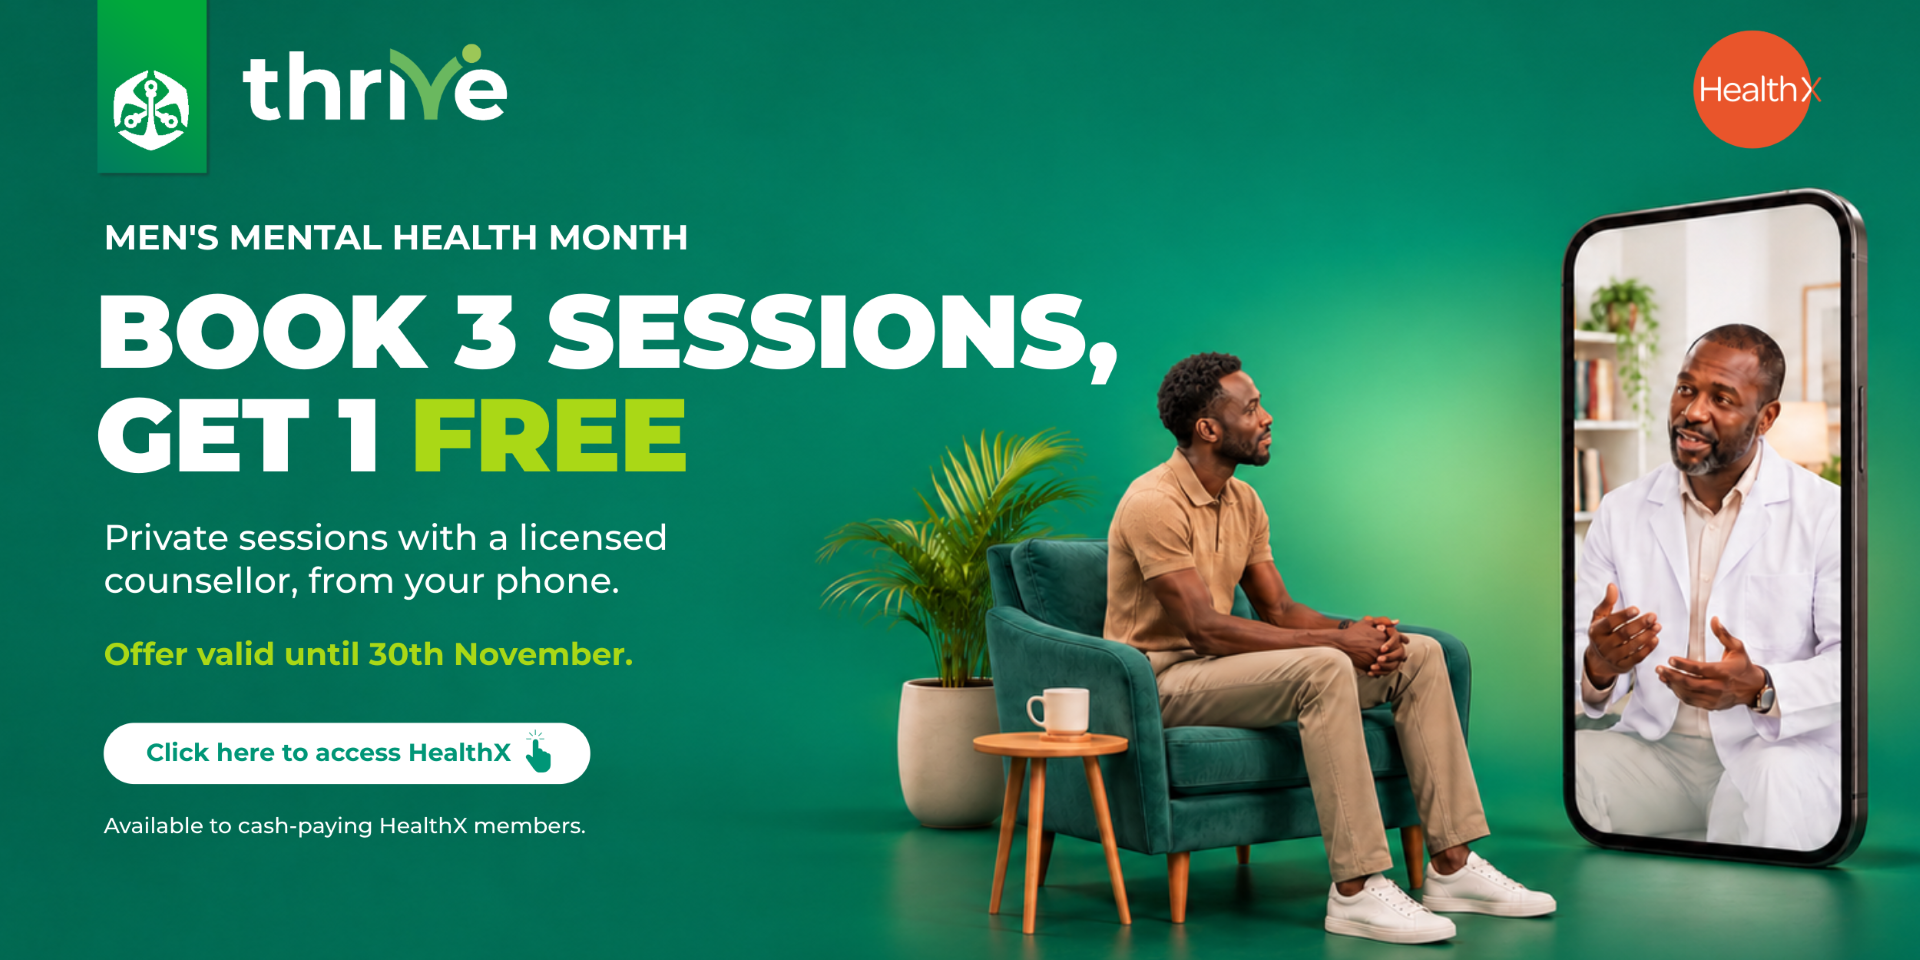 thrive
HealthX
MEN'S MENTAL HEALTH MONTH
BOOK 3 SESSIONS,
GET 1 FREE
Private sessions with a licensed
counsellor, from your phone.
Offer valid until 30th November.
Click here to access HealthX
Available to cash-paying HealthX members.